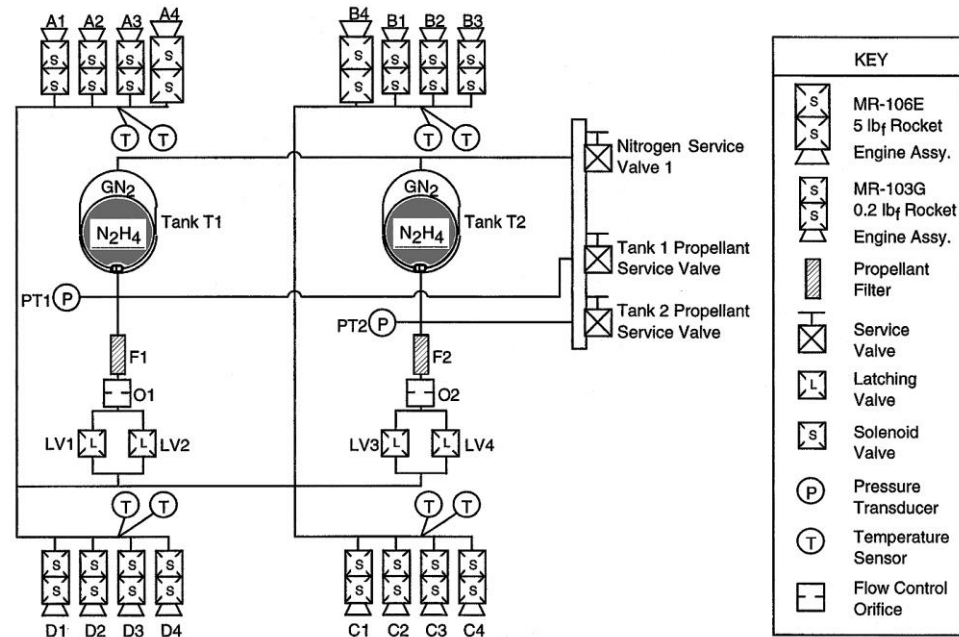 A1 A2 A3 A4
B4 B1 B2 B3
S S S S S S S S
S S S S S S S S
T T
T T
GN2
GN2
Tank T1
Tank T2
N2H4
N2H4
Nitrogen Service
Valve 1
Tank 1 Propellant
Service Valve
Tank 2 Propellant
Service Valve
PT1 P
PT2 P
F1
F2
O1
O2
LV1 L L LV2
LV3 L L LV4
T T
T T
S S S S S S S S
S S S S S S S S
D1 D2 D3 D4
C1 C2 C3 C4
KEY
S
S
MR-106E
5 lbf Rocket
Engine Assy.
S
S
MR-103G
0.2 lbf Rocket
Engine Assy.
Propellant
Filter
Service
Valve
L
Latching
Valve
S
Solenoid
Valve
P
Pressure
Transducer
T
Temperature
Sensor
Flow Control
Orifice